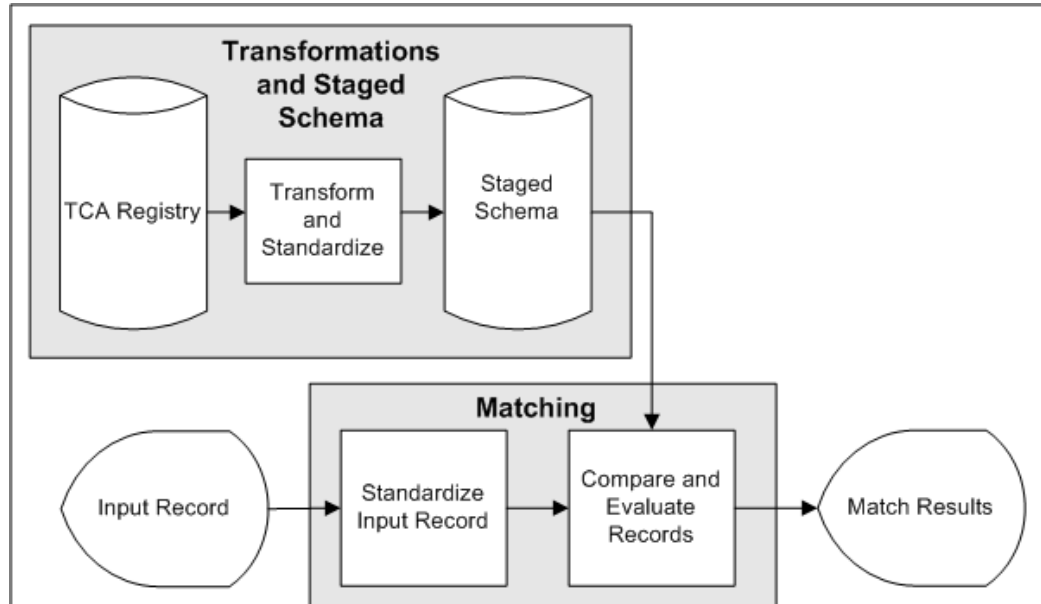 Transformations
and Staged
Schema
TCA Registry
Transform
and
Standardize
Staged
Schema
Matching
Input Record
Standardize
Input Record
Compare and
Evaluate
Records
Match Results